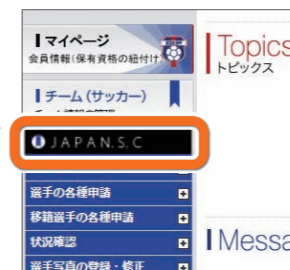 マイページ
会員情報(保有資格の紐付け
チーム(サッカー)
JAPAN.S.C
選手の各種申請
移籍選手の各種申請
状況確認
選手写真の登録・修正
Topics
トピックス
Messa